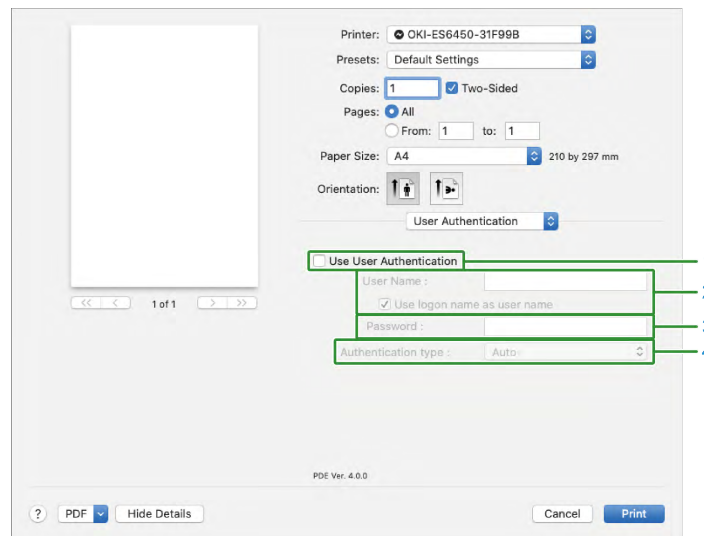 Printer: OKI-ES6450-31F99B
Presets: Default Settings
Copies: 1 Two-Sided
Pages: All
From: 1 to: 1
Paper Size: A4 210 by 297 mm
Orientation:
User Authentication
Use User Authentication
User Name :
Use logon name as user name
<< < 1 of 1 > >>
Password :
Authentication type : Auto
PDE Ver. 4.0.0
? PDF Hide Details Cancel Print